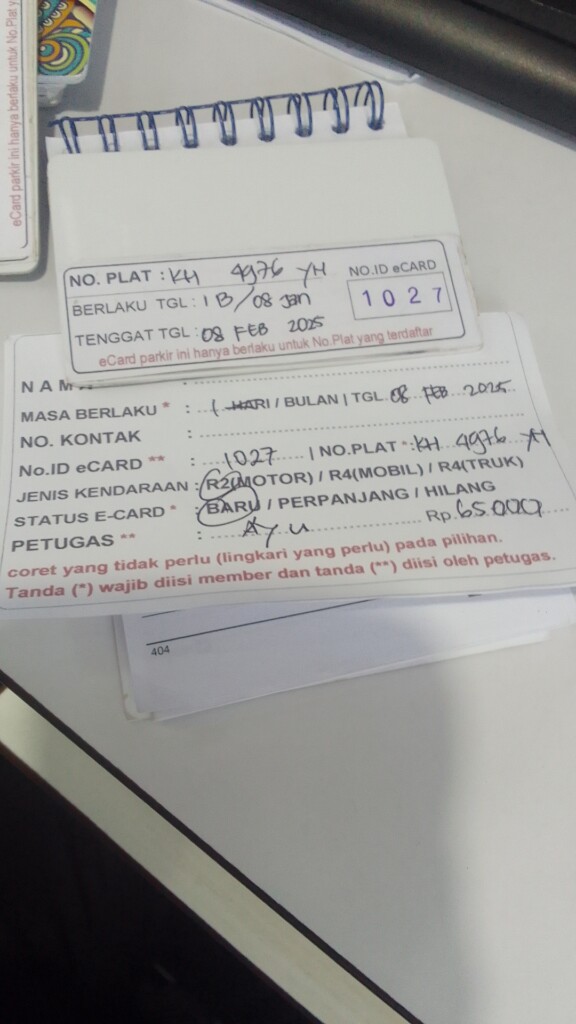 eCard parkir ini hanya berlaku untuk No.Plat y
NO. PLAT : KH 4976 YH
NO.ID eCARD
BERLAKU TGL : 1 B/08 Jan
1027
TENGGAT TGL : 08 FEB 2025
eCard parkir ini hanya berlaku untuk No.Plat yang terdaftar
NAM
MASA BERLAKU * : 1 HARI / BULAN | TGL. 08 FEB 2025
NO. KONTAK :
No.ID eCARD ** : 1027 | NO.PLAT * : KH 4976 YH
JENIS KENDARAAN : R2(MOTOR) / R4(MOBIL) / R4(TRUK)
STATUS E-CARD * : BARU / PERPANJANG / HILANG
PETUGAS ** : Ayu Rp. 65.000
coret yang tidak perlu (lingkari yang perlu) pada pilihan.
Tanda (*) wajib diisi member dan tanda (**) diisi oleh petugas.
404